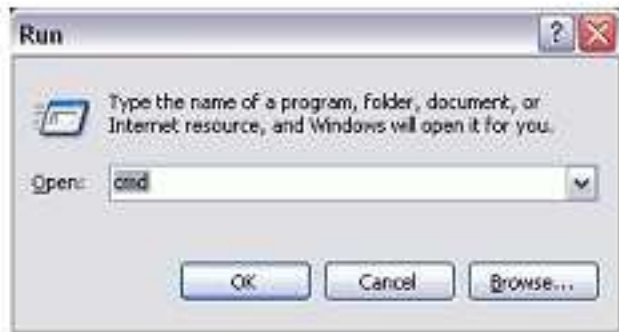 Run
?
Type the name of a program, folder, document, or
Internet resource, and Windows will open it for you.
Open: cmd
OK
Cancel
Browse...